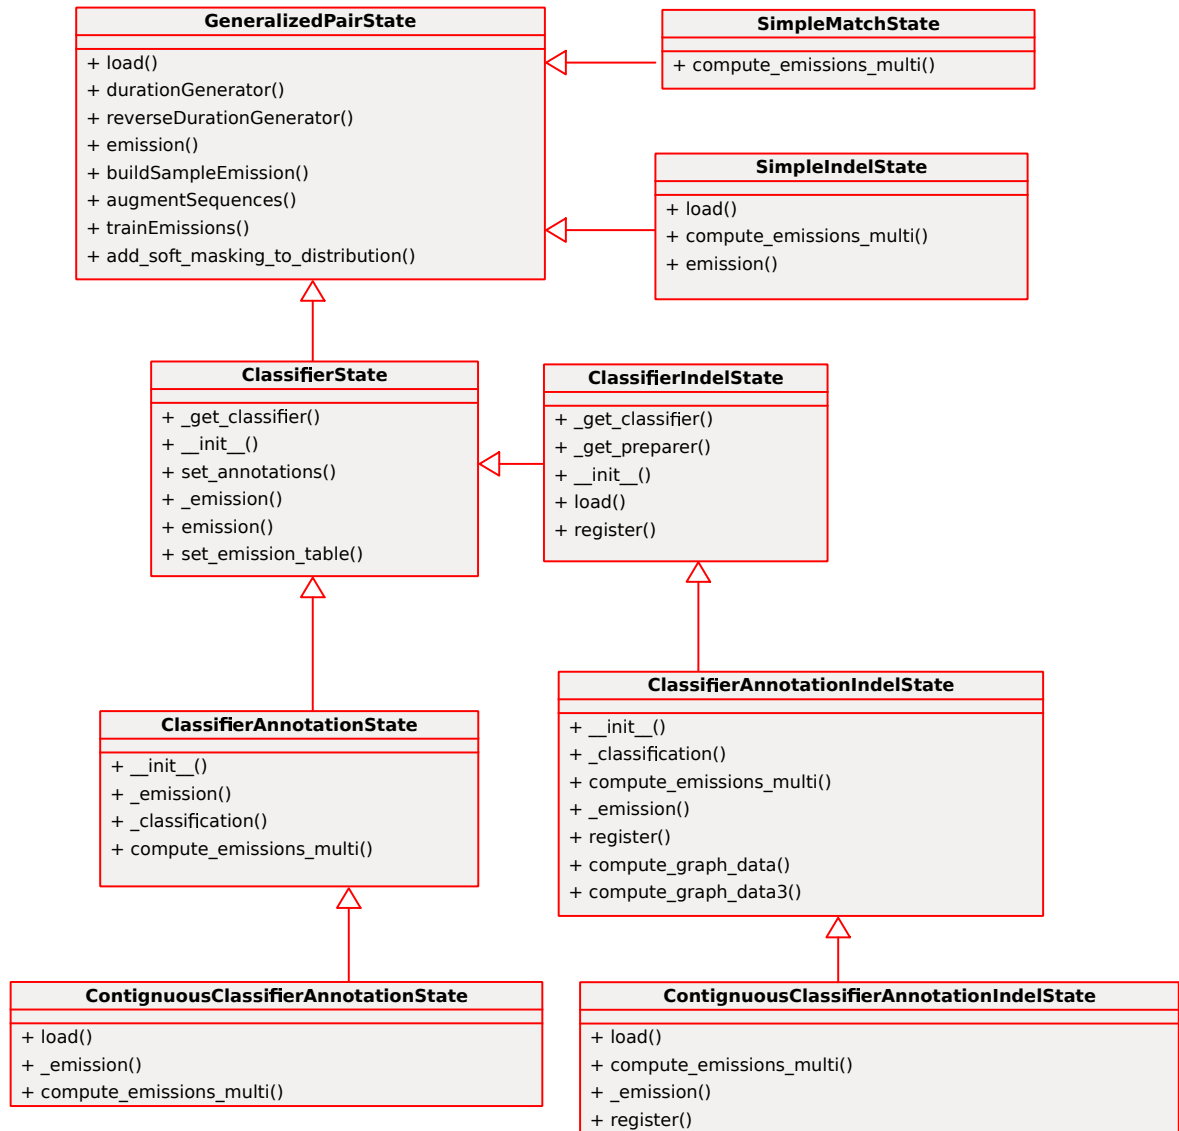 GeneralizedPairState
+ load()
+ durationGenerator()
+ reverseDurationGenerator()
+ emission()
+ buildSampleEmission()
+ augmentSequences()
+ trainEmissions()
+ add_soft_masking_to_distribution()
SimpleMatchState
+ compute_emissions_multi()
SimpleIndelState
+ load()
+ compute_emissions_multi()
+ emission()
ClassifierState
+ _get_classifier()
+ __init__()
+ set_annotations()
+ _emission()
+ emission()
+ set_emission_table()
ClassifierIndelState
+ _get_classifier()
+ _get_preparer()
+ __init__()
+ load()
+ register()
ClassifierAnnotationState
+ __init__()
+ _emission()
+ _classification()
+ compute_emissions_multi()
ClassifierAnnotationIndelState
+ __init__()
+ _classification()
+ compute_emissions_multi()
+ _emission()
+ register()
+ compute_graph_data()
+ compute_graph_data3()
ContignuousClassifierAnnotationState
+ load()
+ _emission()
+ compute_emissions_multi()
ContignuousClassifierAnnotationIndelState
+ load()
+ compute_emissions_multi()
+ _emission()
+ register()